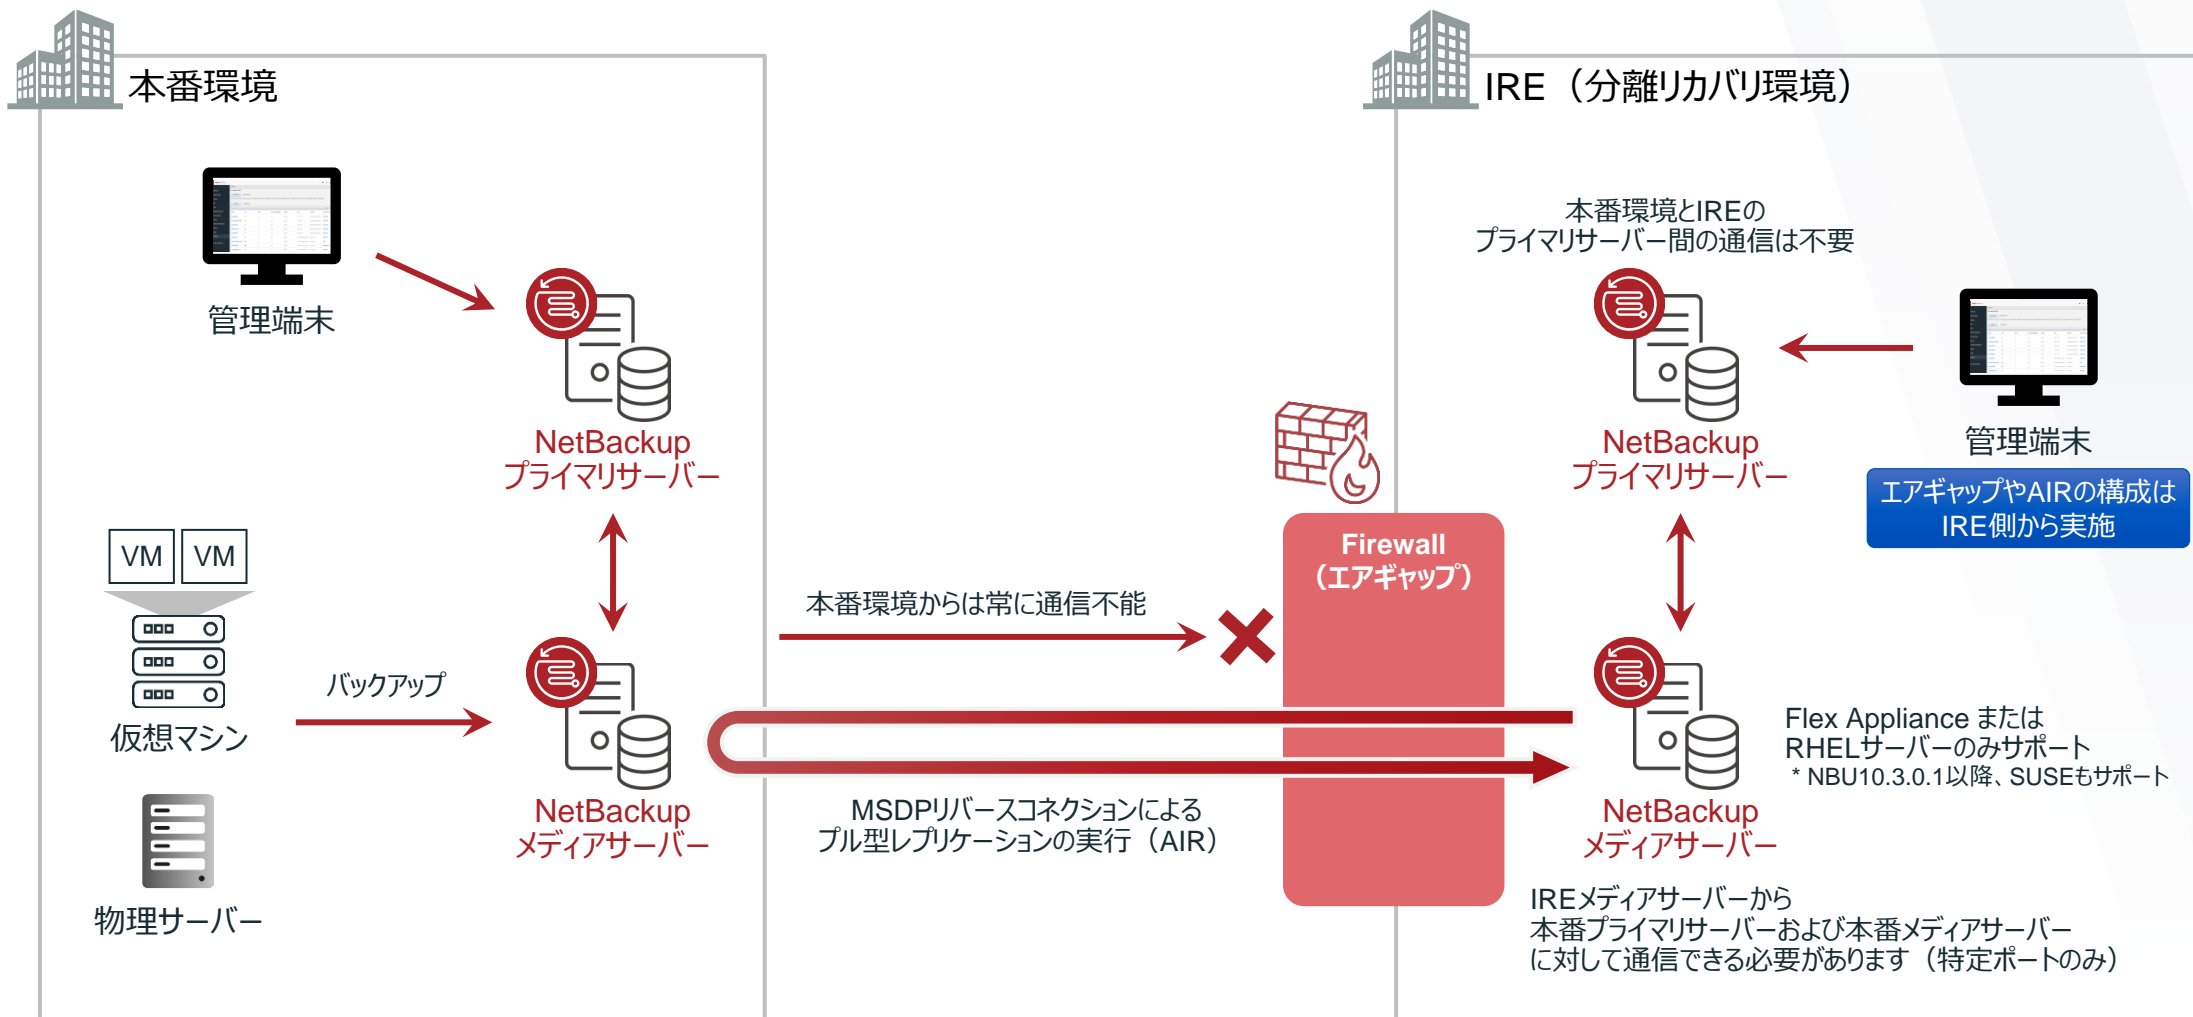 本番環境
管理端末
NetBackup
プライマリサーバー
VM
VM
仮想マシン
物理サーバー
バックアップ
NetBackup
メディアサーバー
本番環境からは常に通信不能
MSDPリバースコネクションによる
プル型レプリケーションの実行（AIR）
Firewall
（エアギャップ）
IRE（分離リカバリ環境）
本番環境とIREの
プライマリサーバー間の通信は不要
NetBackup
プライマリサーバー
管理端末
エアギャップやAIRの構成は
IRE側から実施
Flex Appliance または
RHELサーバーのみサポート
* NBU10.3.0.1以降、SUSEもサポート
NetBackup
メディアサーバー
IREメディアサーバーから
本番プライマリサーバーおよび本番メディアサーバー
に対して通信できる必要があります（特定ポートのみ）